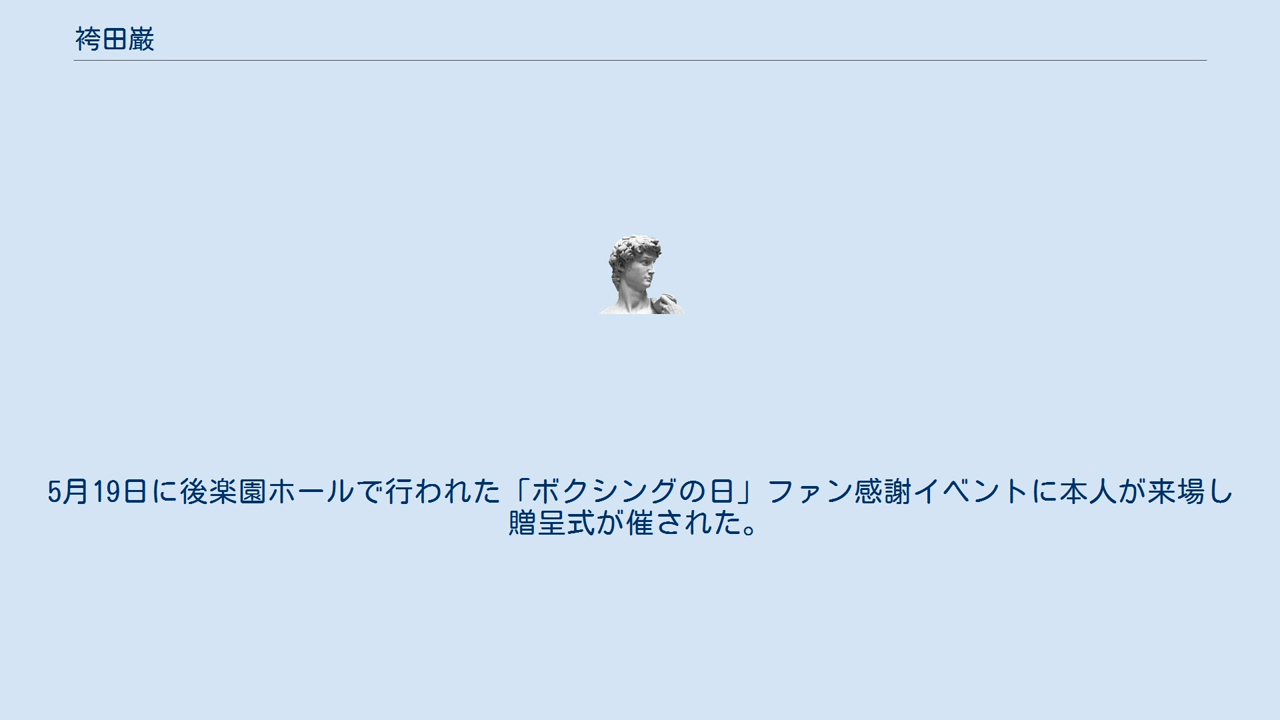 袴田巌
5月19日に後楽園ホールで行われた「ボクシングの日」ファン感謝イベントに本人が来場し
贈呈式が催された。